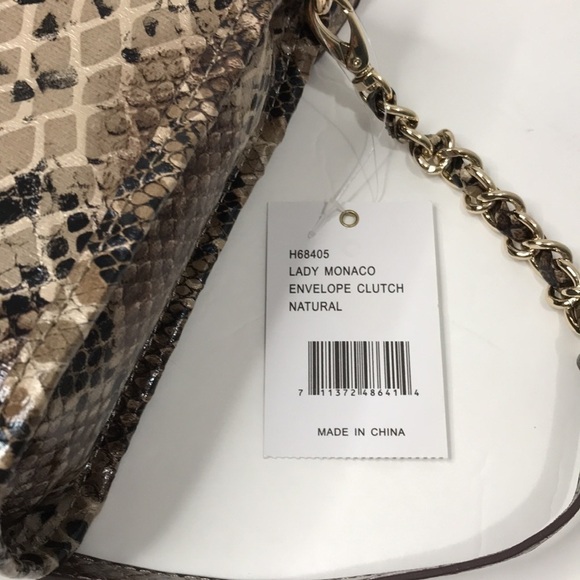 H68405
LADY MONACO
ENVELOPE CLUTCH
NATURAL
7 11372 48641 4
MADE IN CHINA